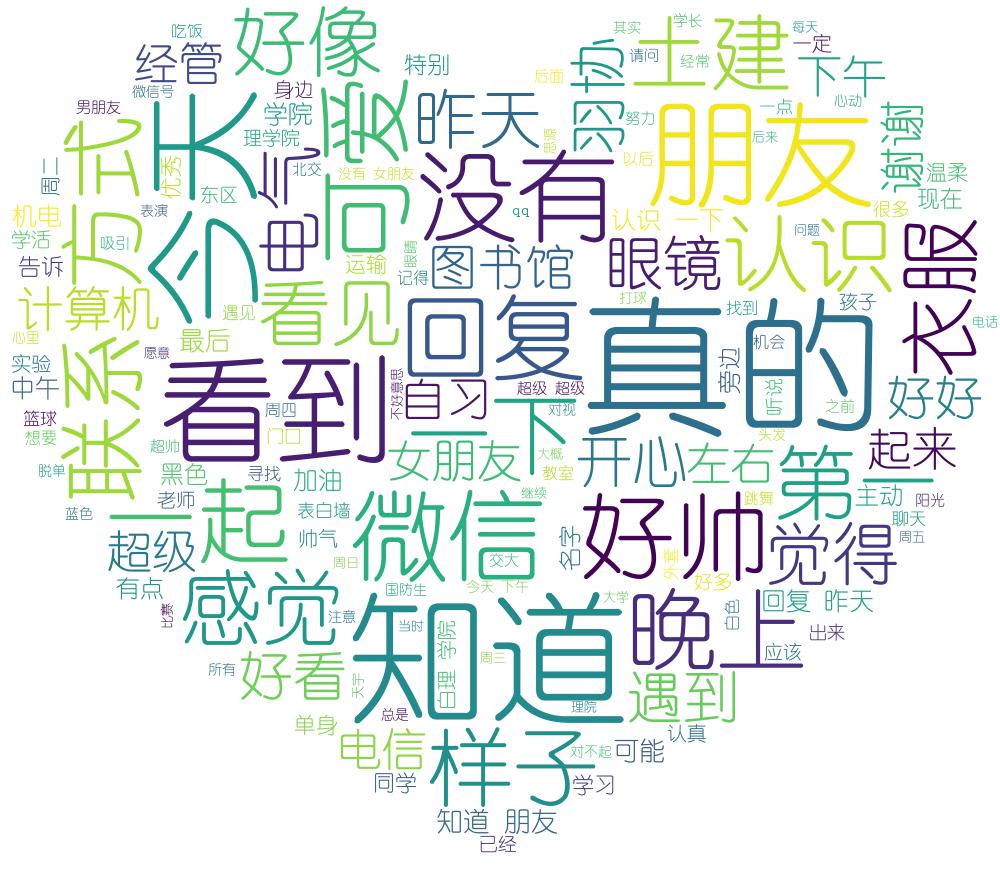 吃饭
好像
其实
学长
每天
经管
特别
羽毛球
请问
土建
经常
一定
下午
微信号
身边
后面
心动
男朋友
今天
学院
可爱
昨天
努力
朋友
一点
谢谢
方式
理学院
后来
周二
优秀
电气
北交
没有
没有 女朋友
以后
温柔
东区
现在
机电
表演
qq
认识 一下
很多
学活
吸引
眼睛
图书馆
眼镜
认识
问题
衣服
告诉
运输
记得
计算机
遇见
看见
回复
打球
真的
找到
孩子
电话
心里
最后
机会
联系
愿意
看到
不好意思
自习
超级 超级
旁边
听说
实验
中午
周四
一下
对视
之前
好好
篮球
想要
超帅
门口
女朋友
大概
开心
左右
头发
起来
脱单
黑色
寻找
加油
教室
第一
主动
阳光
蓝色
一起
老师
表白墙
微信
继续
好帅
跳舞
聊天
超级
帅气
名字
觉得
周五
有点
周日
交大
外套
好多
感觉
国防生
今天 下午
比赛
注意
知道
大学
晚上
白色
回复 昨天
当时
自理 学院
出来
所有
好看
周三
应该
天宇
理院
遇到
单身
总是
认真
电信
样子
对不起
可能
同学
学习
知道 朋友
已经